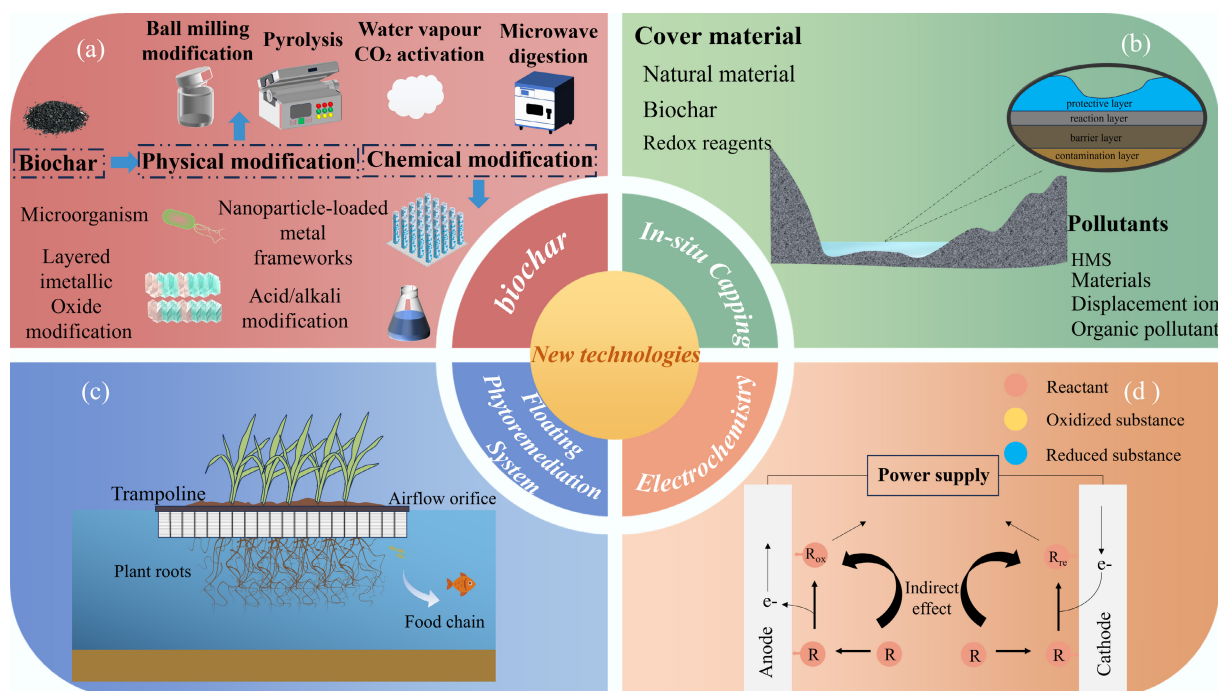 (a)
Ball milling
modification
Pyrolysis
Water vapour
CO₂ activation
Microwave
digestion
Biochar
Physical modification
Chemical modification
Microorganism
Nanoparticle-loaded
metal
frameworks
Layered
imetallic
Oxide
modification
Acid/alkali
modification
(b)
Cover material
Natural material
Biochar
Redox reagents
protective layer
reaction layer
barrier layer
contamination layer
Pollutants
HMS
Materials
Displacement ion
Organic pollutant
biochar
In-situ Capping
New technologies
Floating
Phytoremediation
System
Electrochemistry
(c)
Trampoline
Airflow orifice
Plant roots
Food chain
(d )
Reactant
Oxidized substance
Reduced substance
Power supply
Rox
Rre
e-
e-
Indirect
effect
R
R
R
R
Anode
Cathode